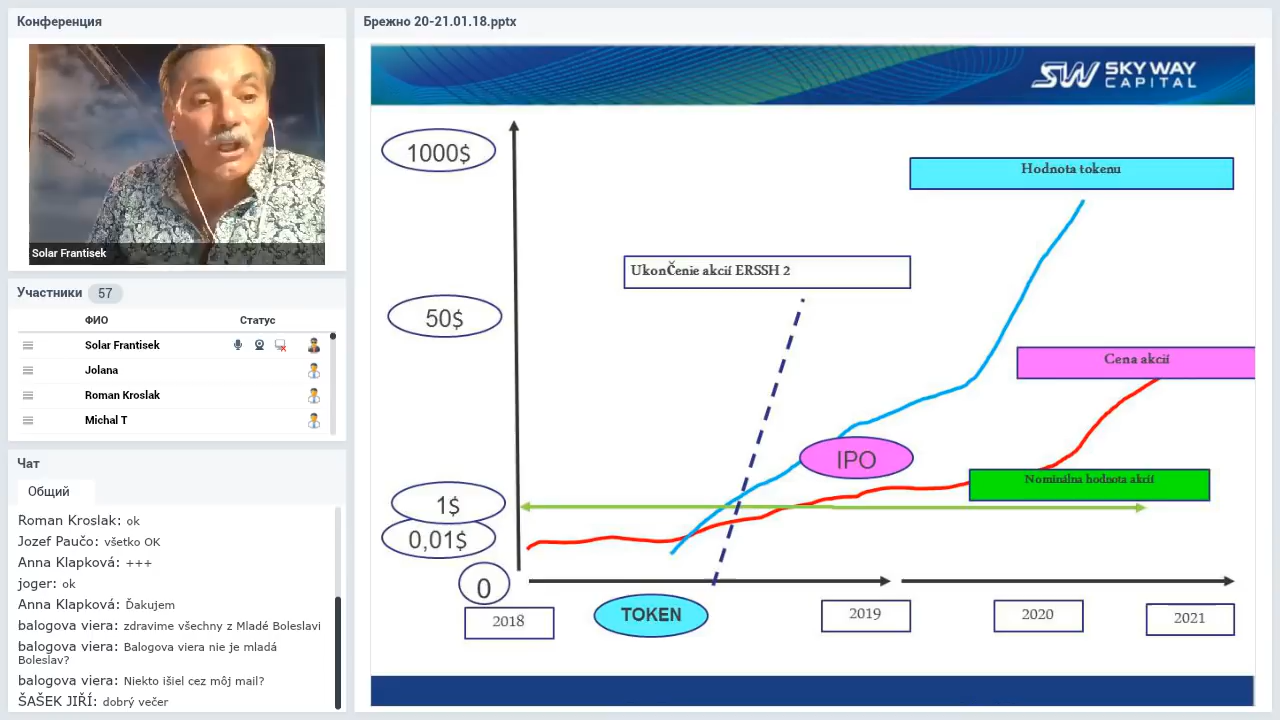 Конференция
Solar Frantisek
Участники 57
ФИО Статус
Solar Frantisek
Jolana
Roman Kroslak
Michal T
Чат
Общий
Roman Kroslak: ok
Jozef Paučo: všetko OK
Anna Klapková: +++
joger: ok
Anna Klapková: Ďakujem
balogova viera: zdravime všechny z Mladé Boleslavi
balogova viera: Balogova viera nie je mladá
Boleslav?
balogova viera: Niekto išiel cez môj mail?
ŠAŠEK JIŘÍ: dobrý večer
Брежно 20-21.01.18.pptx
SW SKY WAY
CAPITAL
1000$
Hodnota tokenu
UkonČenie akcií ERSSH 2
50$
Cena akcií
IPO
Nominálna hodnota akcií
1$
0,01$
0
2018
TOKEN
2019
2020
2021